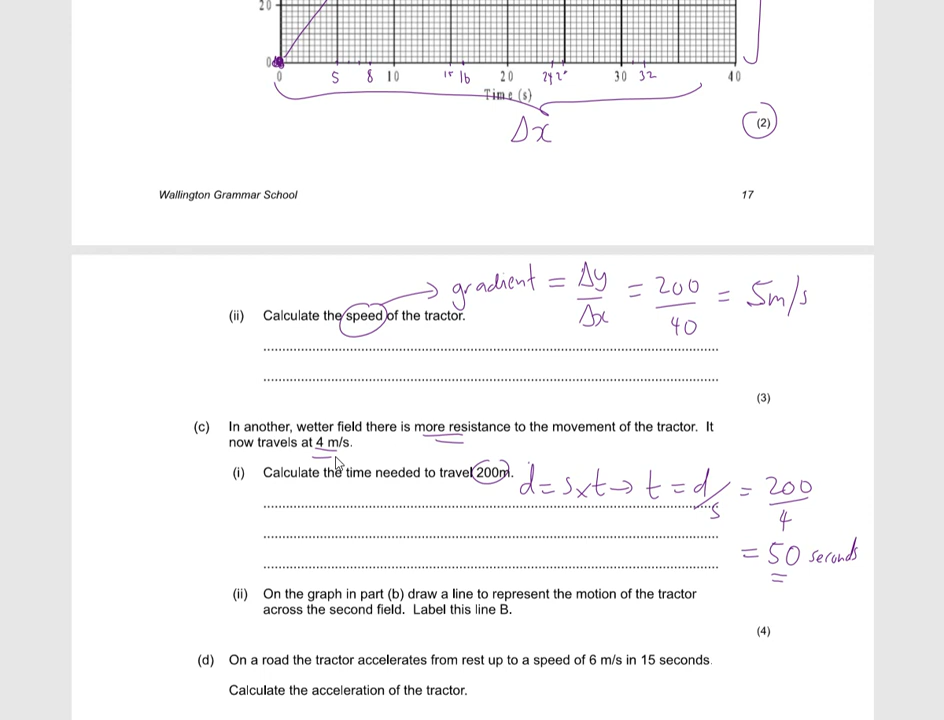 20
0
0 5 8 10 15 16 20 24 25 30 32 40
Time (s)
Δx
(2)
Wallington Grammar School 17
→ gradient = Δy/Δx = 200/40 = 5m/s
(ii) Calculate the speed of the tractor.
(3)
(c) In another, wetter field there is more resistance to the movement of the tractor. It
now travels at 4 m/s.
(i) Calculate the time needed to travel 200m.
d = s x t → t = d/s = 200/4
= 50 seconds
(ii) On the graph in part (b) draw a line to represent the motion of the tractor
across the second field. Label this line B.
(4)
(d) On a road the tractor accelerates from rest up to a speed of 6 m/s in 15 seconds.
Calculate the acceleration of the tractor.